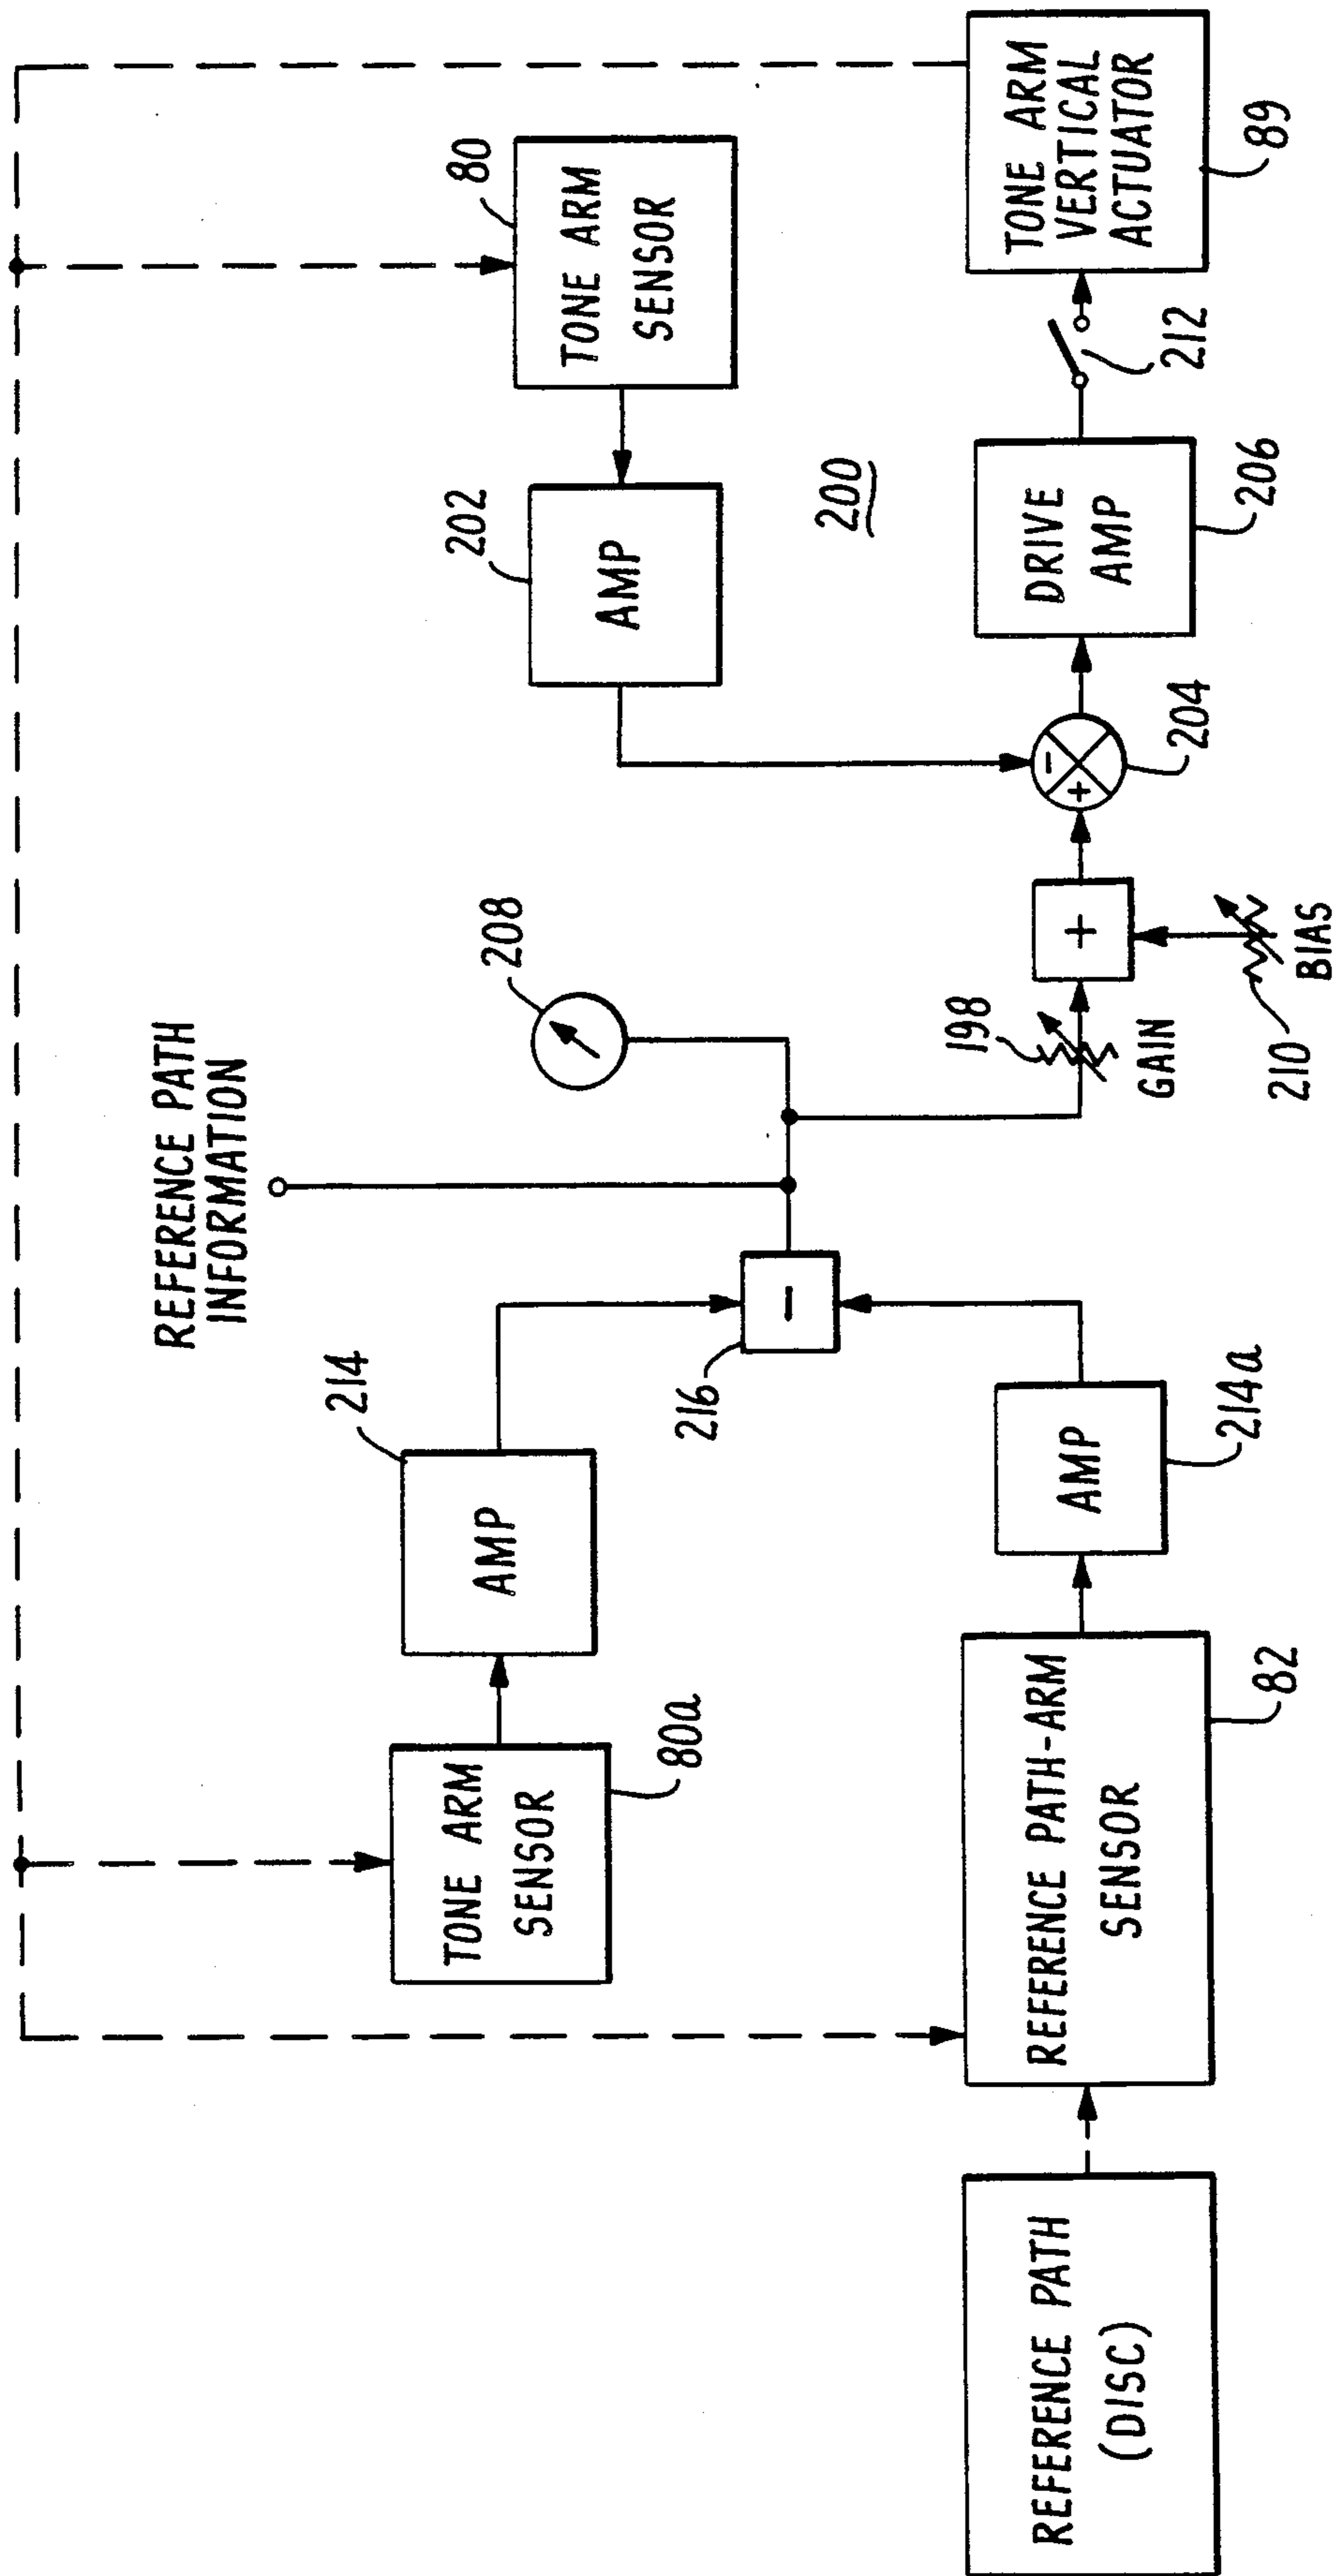 REFERENCE PATH
INFORMATION
80
TONE ARM
SENSOR
202
AMP
208
214
AMP
TONE ARM
SENSOR
80a
216
200
198
GAIN
+
210
BIAS
-
+
204
DRIVE
AMP
206
212
TONE ARM
VERTICAL
ACTUATOR
89
-
AMP
214a
REFERENCE PATH-ARM
SENSOR
82
REFERENCE PATH
(DISC)